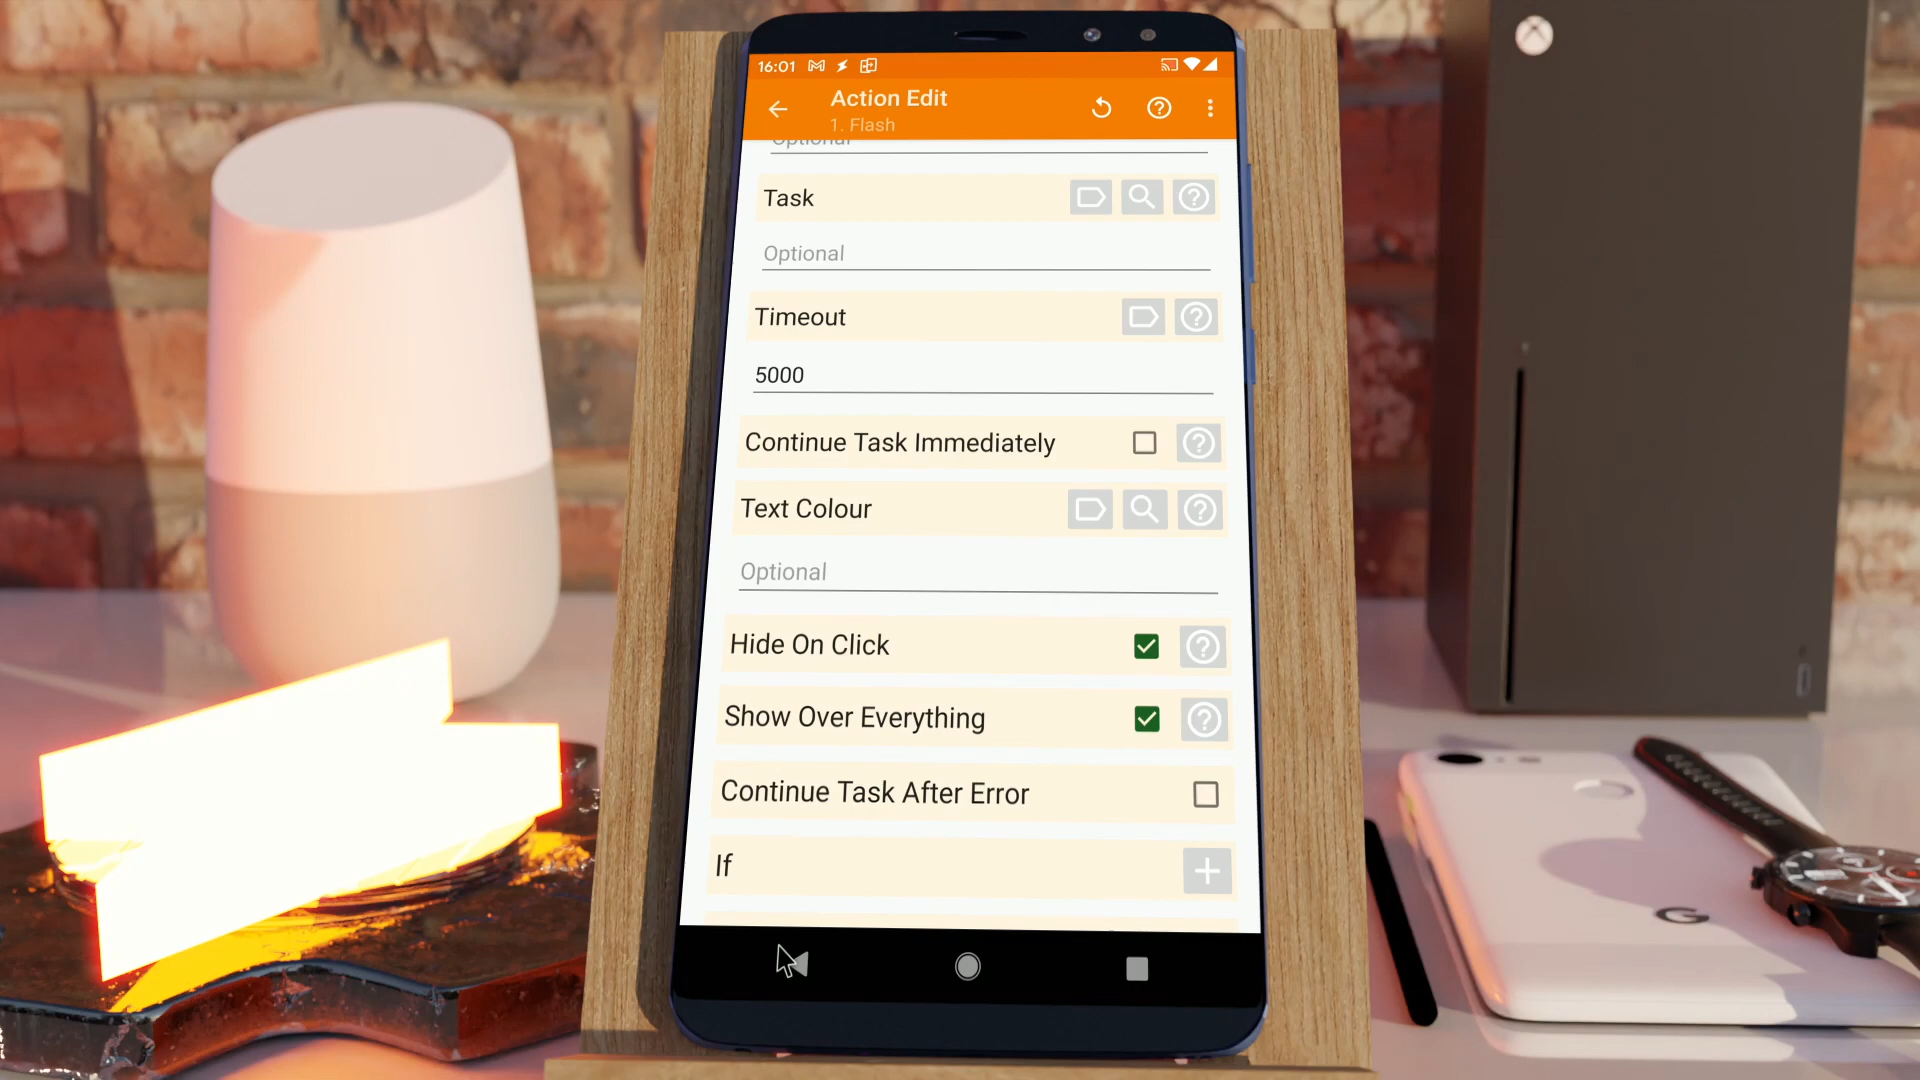 16:01
Action Edit
1. Flash
Optional
Task
Optional
Timeout
5000
Continue Task Immediately
Text Colour
Optional
Hide On Click
Show Over Everything
Continue Task After Error
If
G